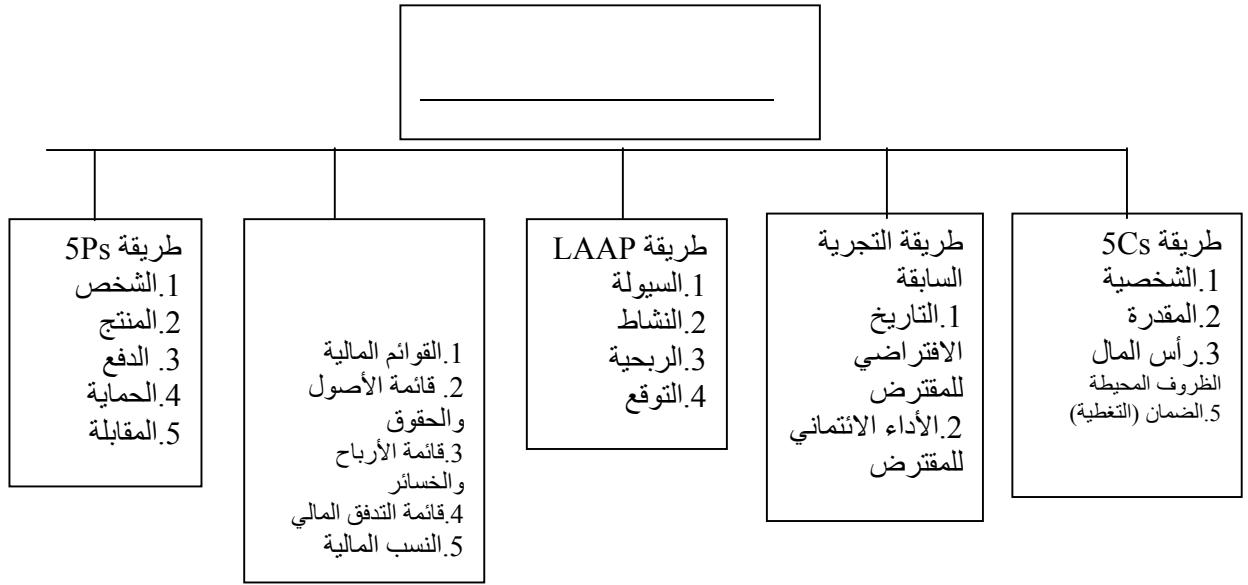 طريقة 5Cs
1.الشخصية
2.المقدرة
3.رأس المال
الظروف المحيطة
5.الضمان (التغطية)
طريقة التجرية
السابقة
1.التاريخ
الافتراضي
للمقترض
2.الأداء الائتماني
للمقترض
طريقة LAAP
1.السيولة
2.النشاط
3.الربحية
4.التوقع
1.القوائم المالية
2. قائمة الأصول
والحقوق
3.قائمة الأرباح
والخسائر
4.قائمة التدفق المالي
5.النسب المالية
طريقة 5Ps
1.الشخص
2.المنتج
3. الدفع
4.الحماية
5.المقابلة